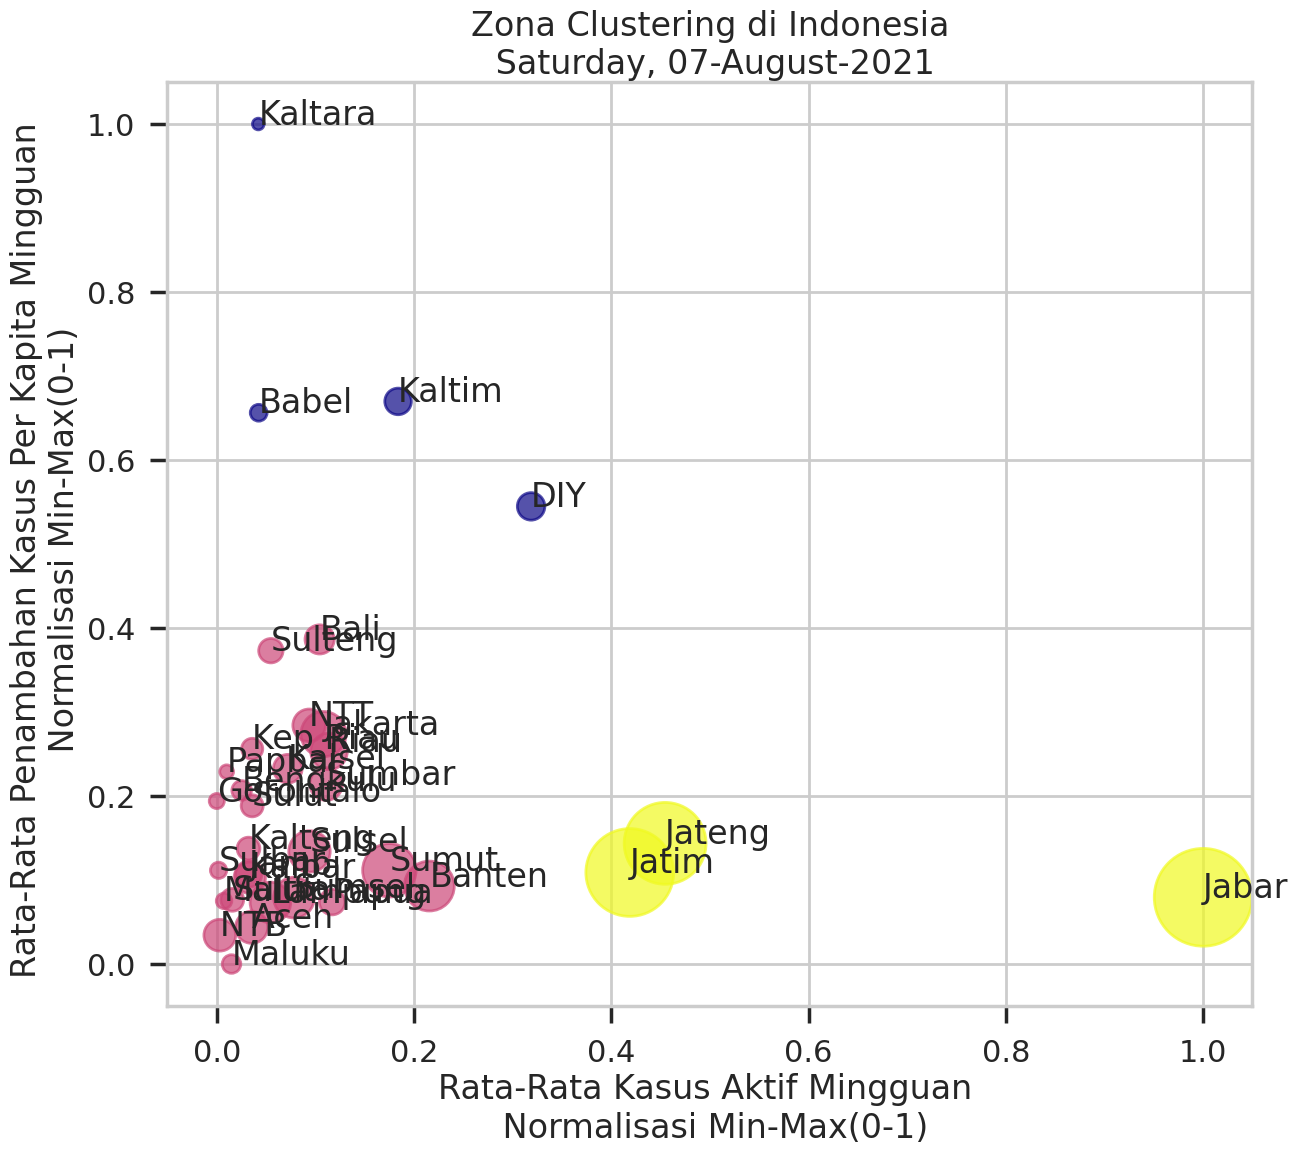 Zona Clustering di Indonesia
Saturday, 07-August-2021
Rata-Rata Penambahan Kasus Per Kapita Mingguan
Normalisasi Min-Max(0-1)
1.0
0.8
0.6
0.4
0.2
0.0
Kaltara
Babel
Kaltim
DIY
Bali
Sulteng
NTT
Jakarta
Kep Riau
Riau
Kalsel
Sumbar
Bengkulu
Gorontalo
Sulut
Kalteng
Sulsel
Sumut
Jateng
Jatim
Banten
Jabar
Lampung
Papua
Aceh
NTB
Maluku
0.0
0.2
0.4
0.6
0.8
1.0
Rata-Rata Kasus Aktif Mingguan
Normalisasi Min-Max(0-1)